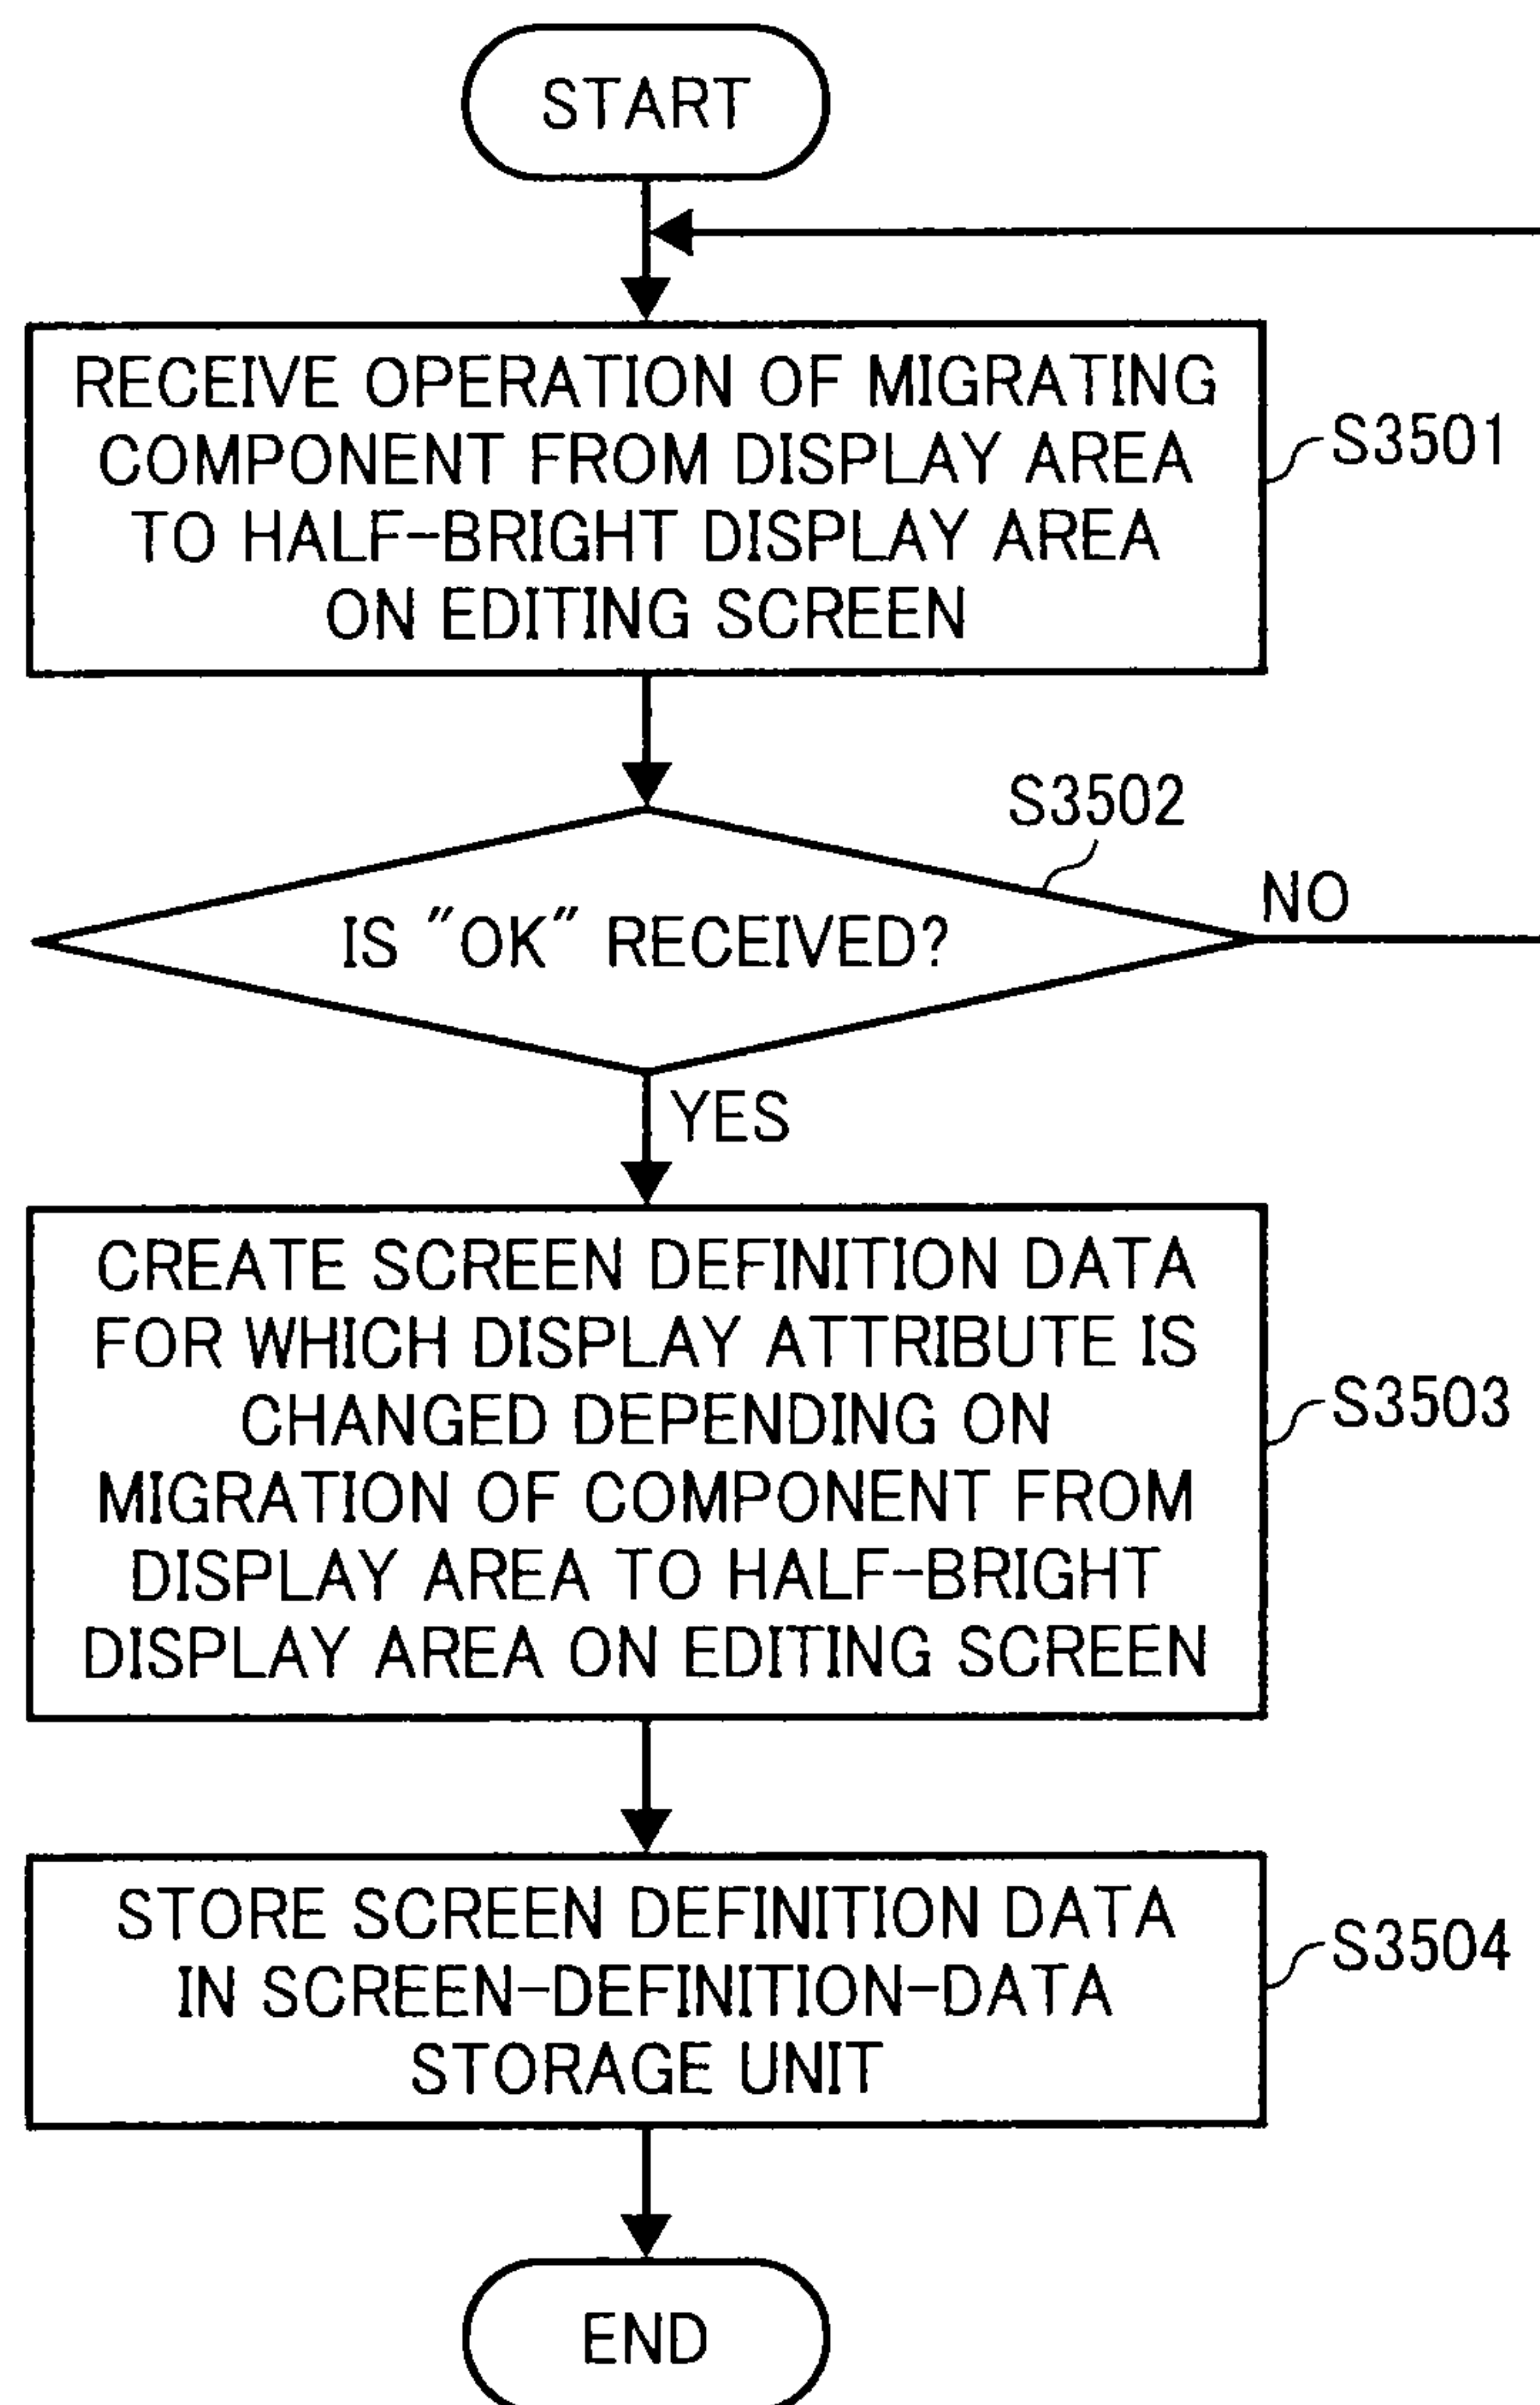 START
RECEIVE OPERATION OF MIGRATING
COMPONENT FROM DISPLAY AREA
TO HALF-BRIGHT DISPLAY AREA
ON EDITING SCREEN
S3501
S3502
IS "OK" RECEIVED?
NO
YES
CREATE SCREEN DEFINITION DATA
FOR WHICH DISPLAY ATTRIBUTE IS
CHANGED DEPENDING ON
MIGRATION OF COMPONENT FROM
DISPLAY AREA TO HALF-BRIGHT
DISPLAY AREA ON EDITING SCREEN
S3503
STORE SCREEN DEFINITION DATA
IN SCREEN-DEFINITION-DATA
STORAGE UNIT
S3504
END